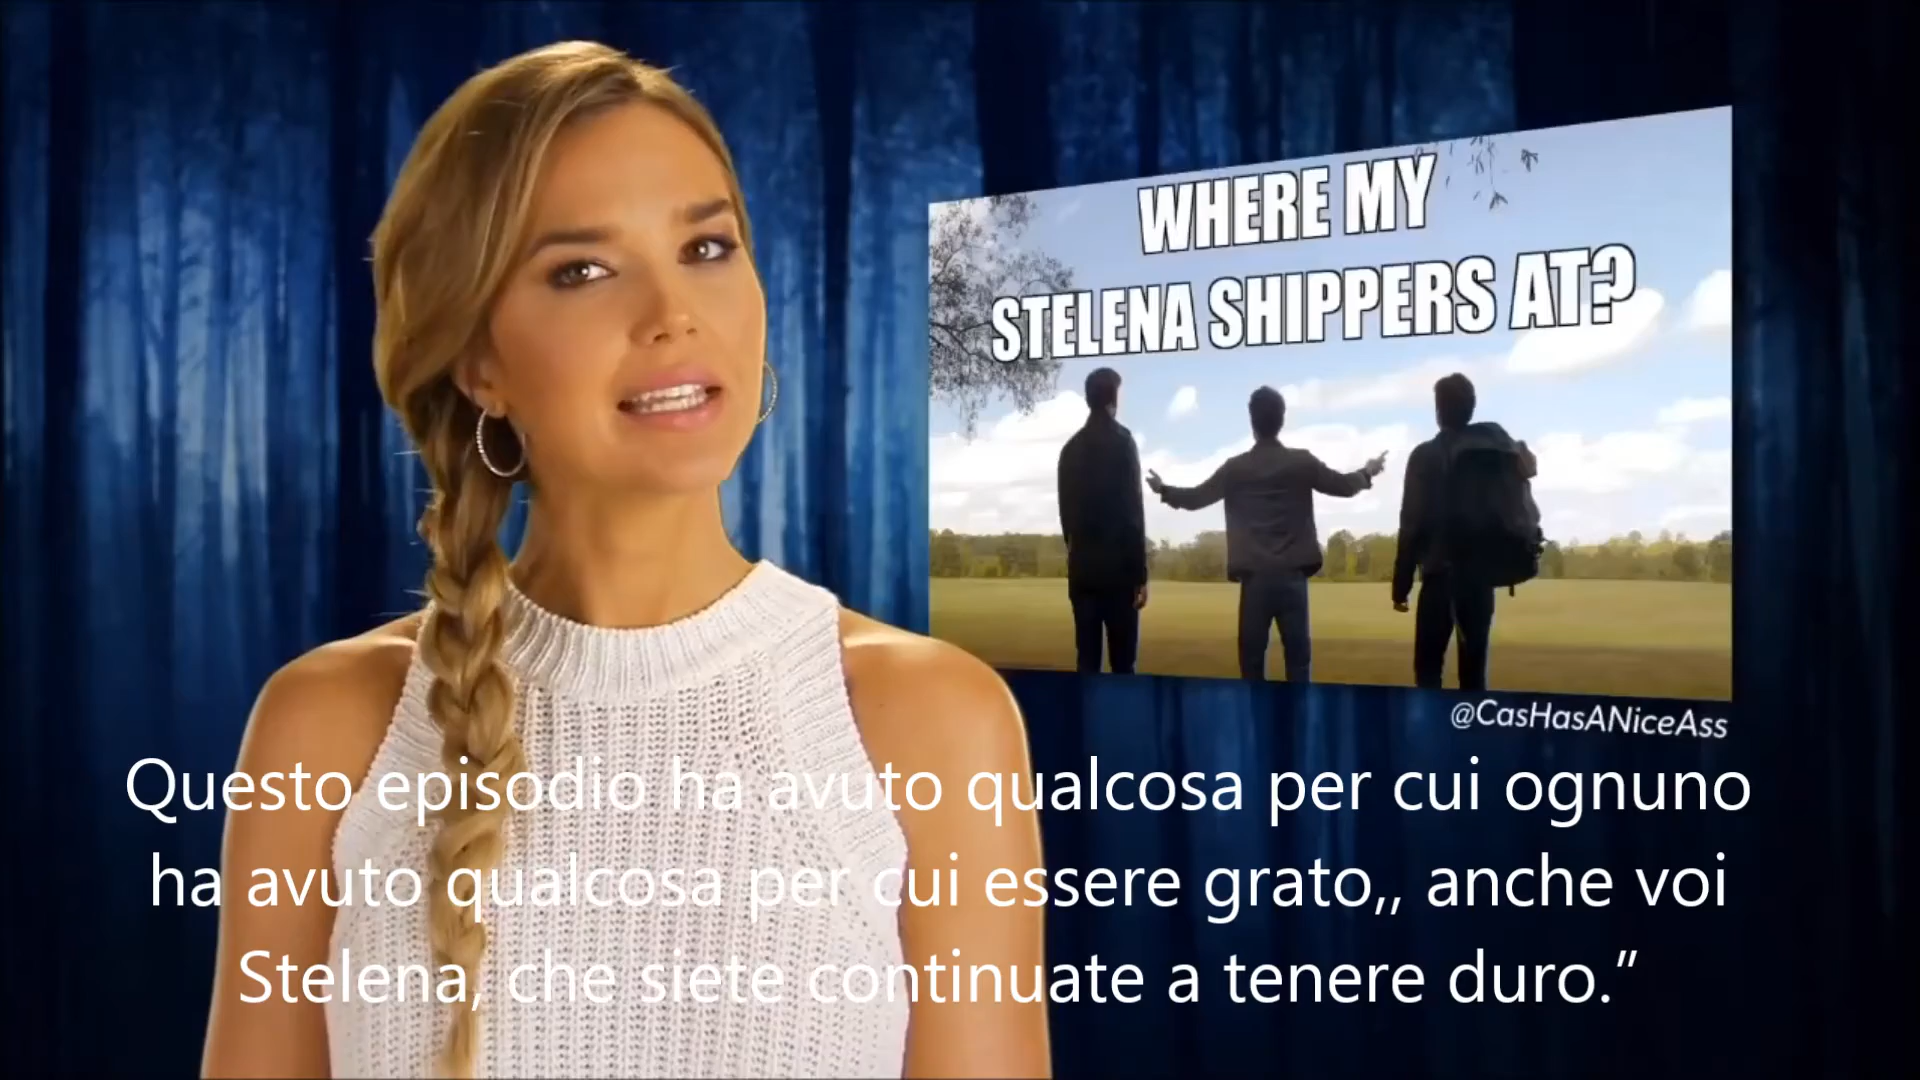 WHERE MY
STELENA SHIPPERS AT?
@CasHasANiceAss
Questo episodio ha avuto qualcosa per cui ognuno
ha avuto qualcosa per cui essere grato,, anche voi
Stelena, che siete continuate a tenere duro.”